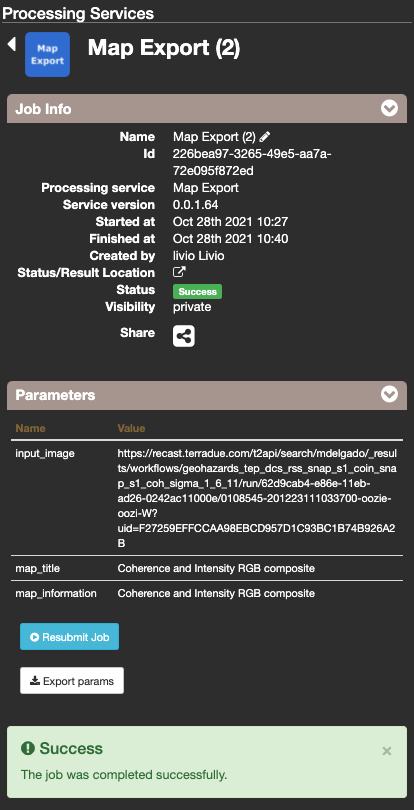 Processing Services
Map
Export
Map Export (2)
Job Info
Name Map Export (2)
Id 226bea97-3265-49e5-aa7a-
72e095f872ed
Processing service Map Export
Service version 0.0.1.64
Started at Oct 28th 2021 10:27
Finished at Oct 28th 2021 10:40
Created by livio Livio
Status/Result Location
Status Success
Visibility private
Share
Parameters
Name Value
input_image https://recast.terradue.com/t2api/search/mdelgado/_resul
ts/workflows/geohazards_tep_dcs_rss_snap_s1_coin_sna
p_s1_coh_sigma_1_6_11/run/62d9cab4-e86e-11eb-
ad26-0242ac11000e/0108545-201223111033700-oozie-
oozi-W?
uid=F27259EFFCCAA98EBCD957D1C93BC1B74B926A2
B
map_title Coherence and Intensity RGB composite
map_information Coherence and Intensity RGB composite
Resubmit Job
Export params
Success ×
The job was completed successfully.